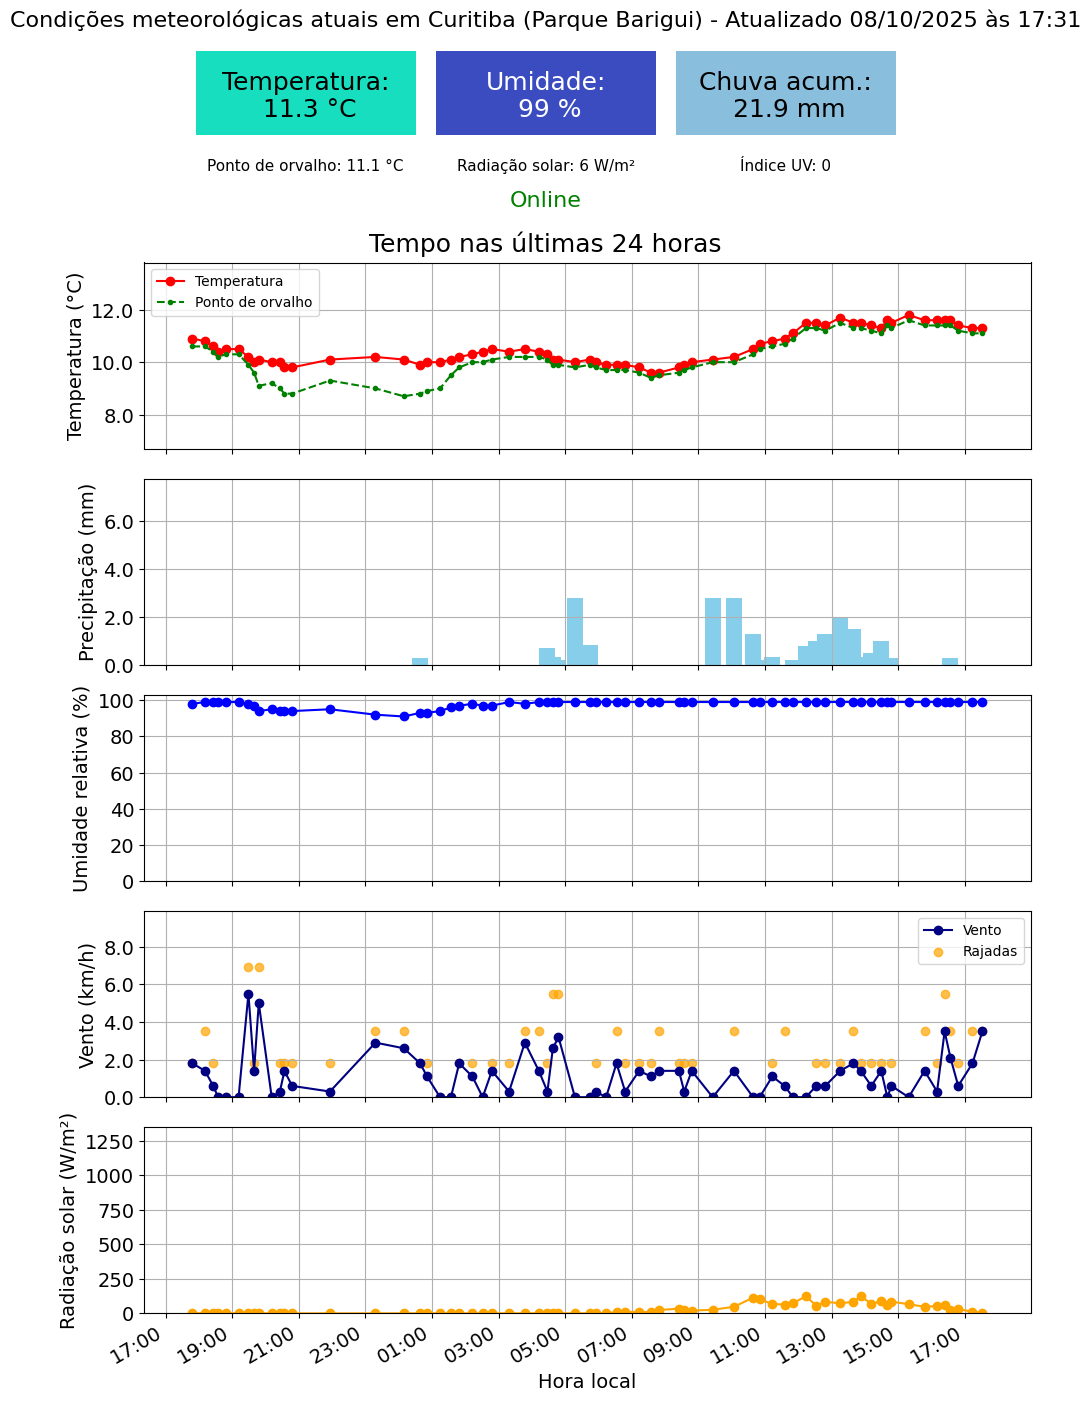 Condições meteorológicas atuais em Curitiba (Parque Barigui) - Atualizado 08/10/2025 às 17:31
Temperatura:
11.3 °C
Umidade:
99 %
Chuva acum.:
21.9 mm
Ponto de orvalho: 11.1 °C
Radiação solar: 6 W/m²
Índice UV: 0
Online
Tempo nas últimas 24 horas
Temperatura (°C)
12.0
10.0
8.0
Temperatura
Ponto de orvalho
Precipitação (mm)
6.0
4.0
2.0
0.0
Umidade relativa (%)
100
80
60
40
20
0
Vento (km/h)
8.0
6.0
4.0
2.0
0.0
Vento
Rajadas
Radiação solar (W/m²)
1250
1000
750
500
250
0
17:00
19:00
21:00
23:00
01:00
03:00
05:00
07:00
09:00
11:00
13:00
15:00
17:00
Hora local